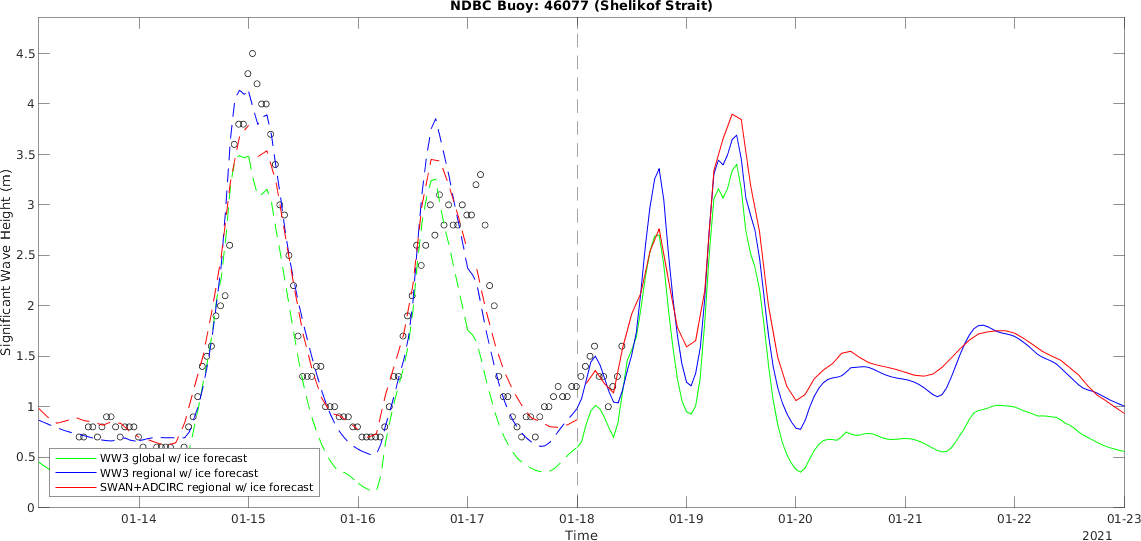 NDBC Buoy: 46077 (Shelikof Strait)
4.5
4
3.5
3
2.5
2
1.5
1
0.5
0
Significant Wave Height (m)
WW3 global w/ ice forecast
WW3 regional w/ ice forecast
SWAN+ADCIRC regional w/ ice forecast
01-14 01-15 01-16 01-17 01-18 01-19 01-20 01-21 01-22 01-23
Time
2021